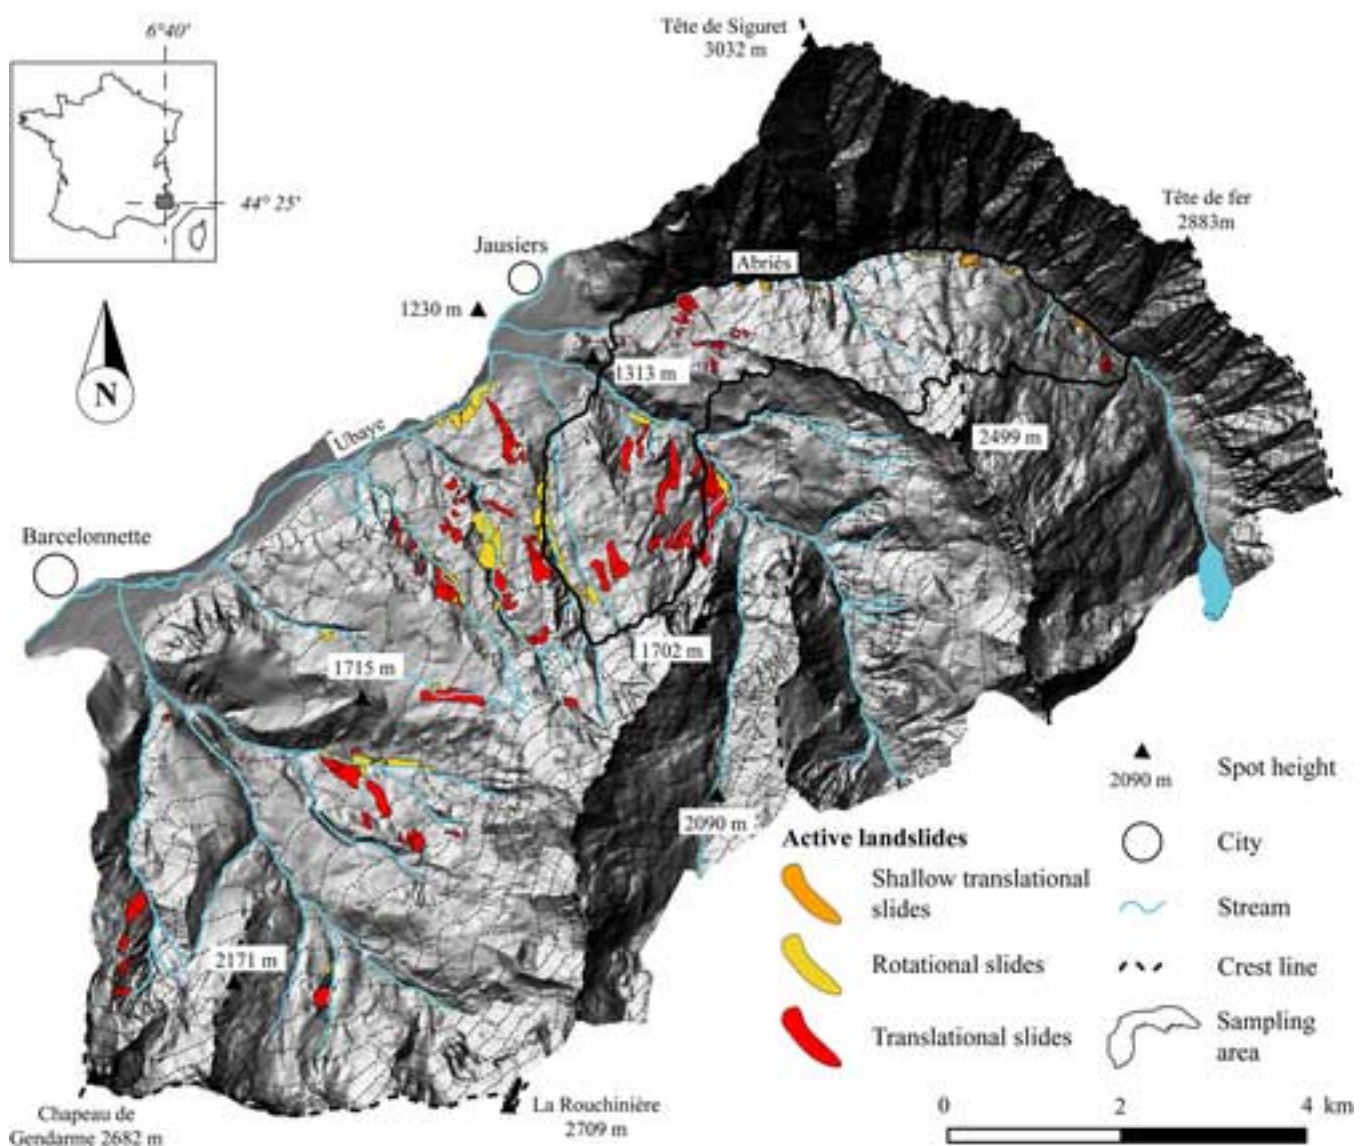 6°40'
44° 25'
Tête de Siguret
3032 m
Tête de fer
2883m
Jausiers
Abriés
1230 m
1313 m
2499 m
Ubaye
Barcelonnette
1702 m
1715 m
2090 m
2171 m
N
Chapeau de
Gendarme 2682 m
La Rouchinière
2709 m
Active landslides
Shallow translational
slides
Rotational slides
Translational slides
2090 m
Spot height
City
Stream
Crest line
Sampling
area
0 2 4 km